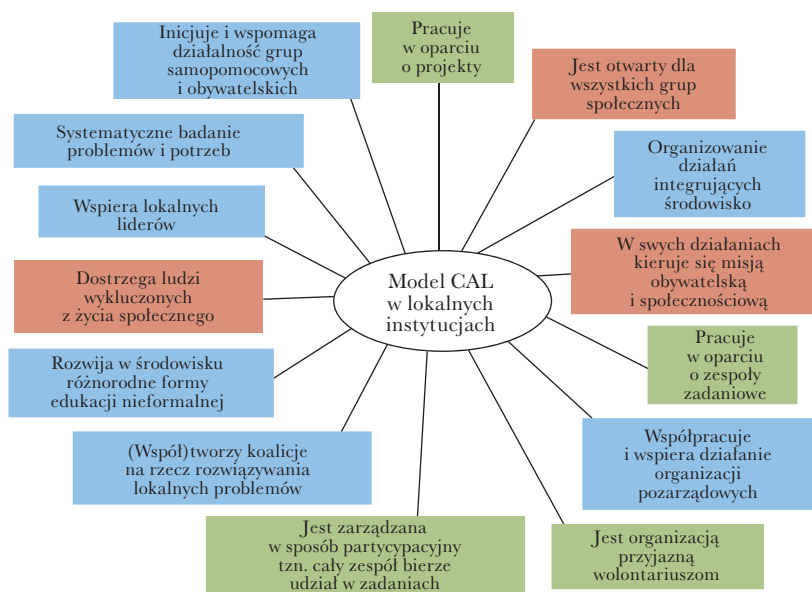 Inicjuje i wspomaga
działalność grup
samopomocowych
i obywatelskich
Pracuje
w oparciu
o projekty
Jest otwarty dla
wszystkich grup
społecznych
Systematyczne badanie
problemów i potrzeb
Organizowanie
działań
integrujących
środowisko
Wspiera lokalnych
liderów
W swych działaniach
kieruje się misją
obywatelską
i społecznościową
Model CAL
w lokalnych
instytucjach
Dostrzega ludzi
wykluczonych
z życia społecznego
Pracuje
w oparciu
o zespoły
zadaniowe
Rozwija w środowisku
różnorodne formy
edukacji nieformalnej
Współpracuje
i wspiera działanie
organizacji
pozarządowych
(Współ)tworzy koalicje
na rzecz rozwiązywania
lokalnych problemów
Jest zarządzana
w sposób partycypacyjny
tzn. cały zespół bierze
udział w zadaniach
Jest organizacją
przyjazną
wolontariuszom